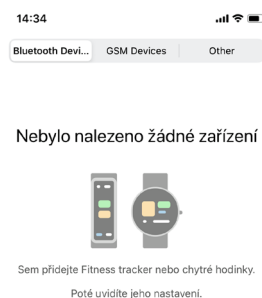 14:34
Bluetooth Devi... GSM Devices Other
Nebylo nalezeno žádné zařízení
Sem přidejte Fitness tracker nebo chytré hodinky.
Poté uvidíte jeho nastavení.